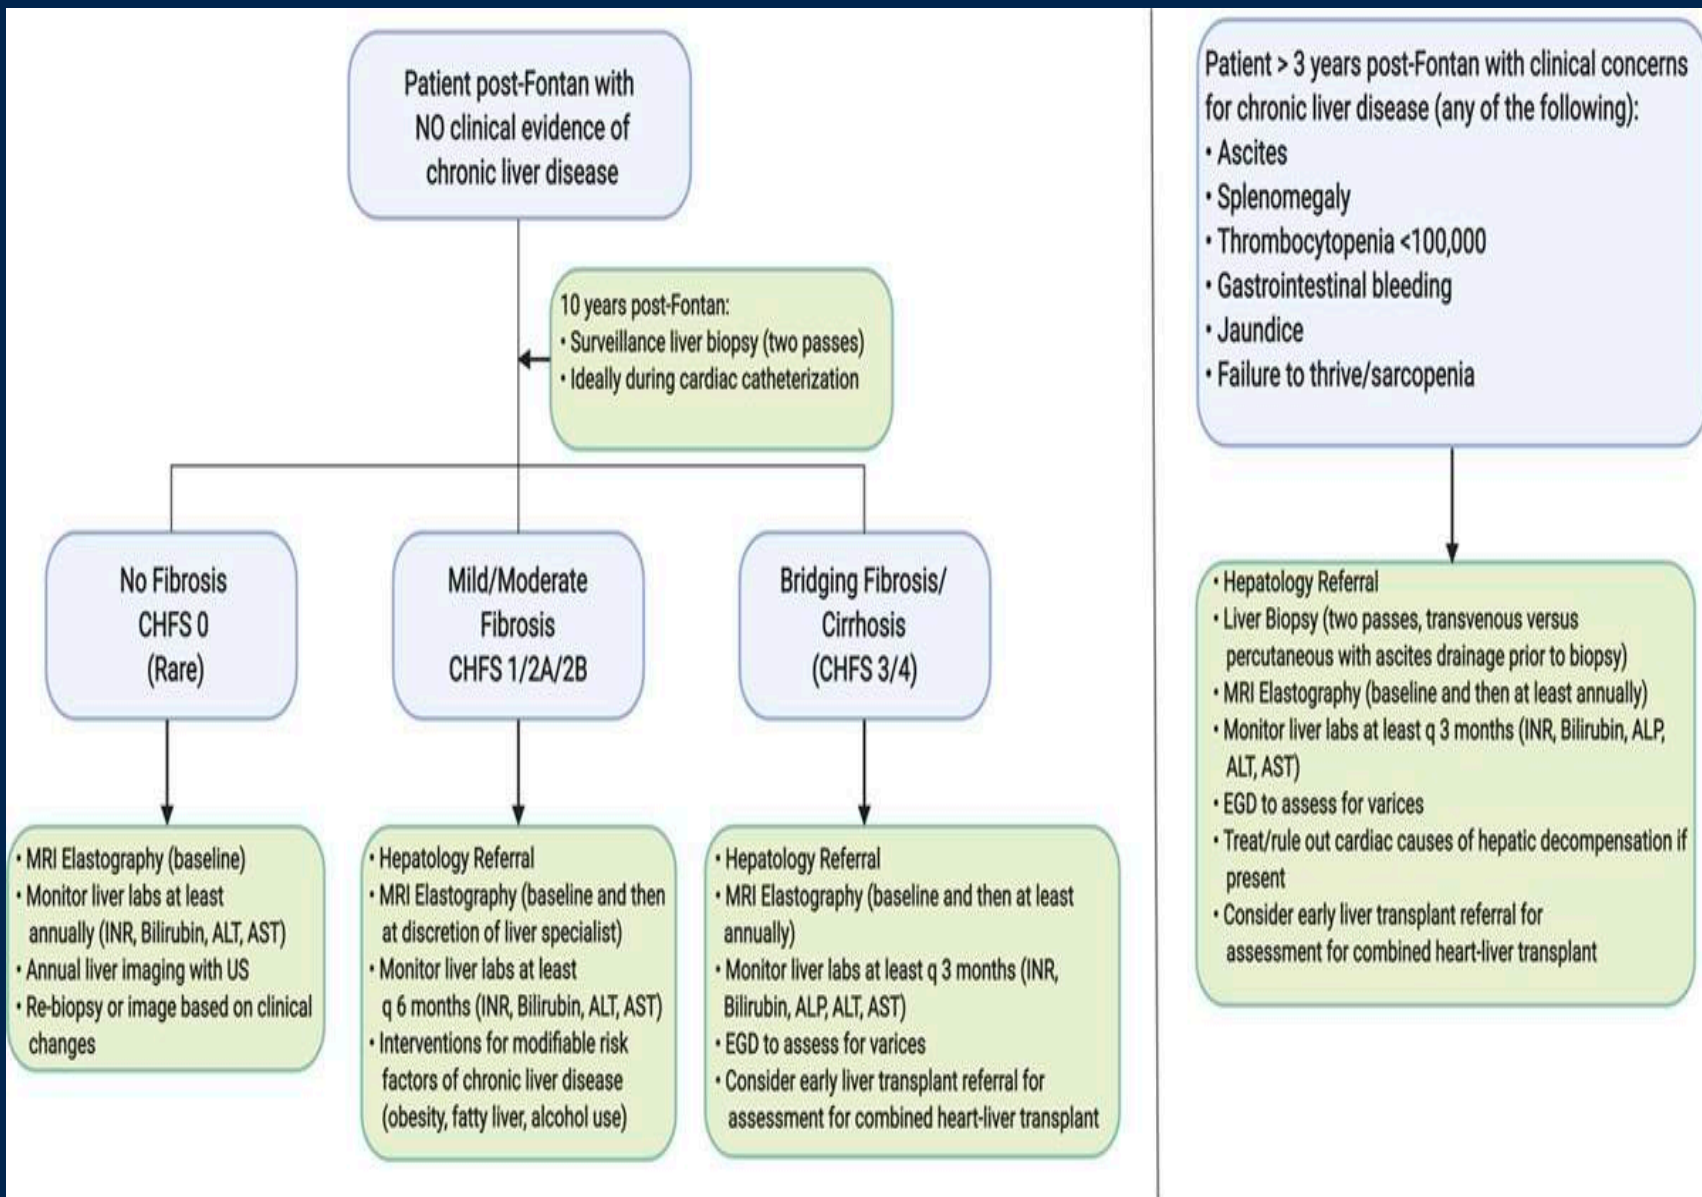 Patient post-Fontan with
NO clinical evidence of
chronic liver disease
10 years post-Fontan:
• Surveillance liver biopsy (two passes)
• Ideally during cardiac catheterization
No Fibrosis
CHFS 0
(Rare)
Mild/Moderate
Fibrosis
CHFS 1/2A/2B
Bridging Fibrosis/
Cirrhosis
(CHFS 3/4)
• MRI Elastography (baseline)
• Monitor liver labs at least
annually (INR, Bilirubin, ALT, AST)
• Annual liver imaging with US
• Re-biopsy or image based on clinical
changes
• Hepatology Referral
• MRI Elastography (baseline and then
at discretion of liver specialist)
• Monitor liver labs at least
q 6 months (INR, Bilirubin, ALT, AST)
• Interventions for modifiable risk
factors of chronic liver disease
(obesity, fatty liver, alcohol use)
• Hepatology Referral
• MRI Elastography (baseline and then at least
annually)
• Monitor liver labs at least q 3 months (INR,
Bilirubin, ALP, ALT, AST)
• EGD to assess for varices
• Consider early liver transplant referral for
assessment for combined heart-liver transplant
Patient > 3 years post-Fontan with clinical concerns
for chronic liver disease (any of the following):
• Ascites
• Splenomegaly
• Thrombocytopenia <100,000
• Gastrointestinal bleeding
• Jaundice
• Failure to thrive/sarcopenia
• Hepatology Referral
• Liver Biopsy (two passes, transvenous versus
percutaneous with ascites drainage prior to biopsy)
• MRI Elastography (baseline and then at least annually)
• Monitor liver labs at least q 3 months (INR, Bilirubin, ALP,
ALT, AST)
• EGD to assess for varices
• Treat/rule out cardiac causes of hepatic decompensation if
present
• Consider early liver transplant referral for
assessment for combined heart-liver transplant